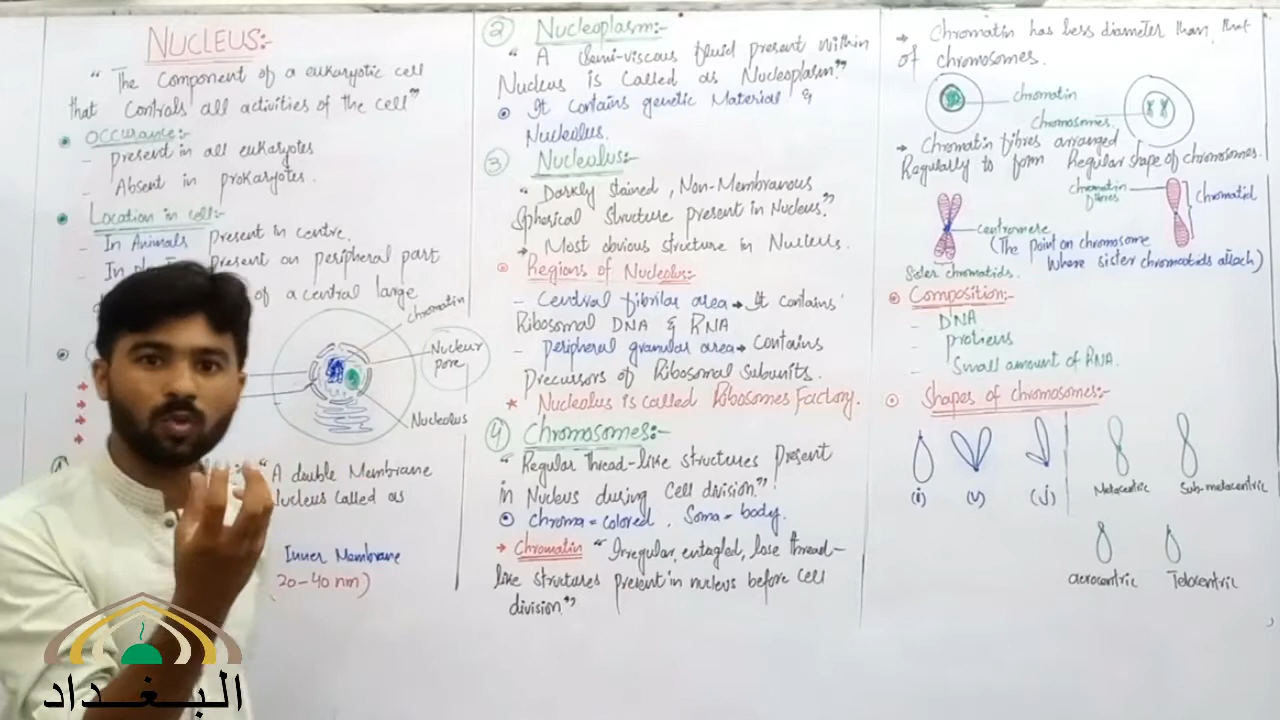 NUCLEUS:-
"The Component of a eukaryotic cell
that Controls all activities of the cell"
Occurance:-
- present in all eukaryotes
- Absent in prokaryotes.
Location in cell:-
- In Animals present in centre.
- In present on peripheral part
of a central large
chromatin
Nuclear
pore
Nucleolus
"A double Membrane
Nucleus called as
Inner Membrane
20-40 nm)
البغداد
② Nucleoplasm:-
"A Semi-viscous fluid present within
Nucleus is Called as Nucleoplasm."
It Contains genetic Material &
Nucleolus.
③ Nucleolus:-
"Darkly stained, Non-Membranous
Spherical Structure present in Nucleus."
→ Most obvious structure in Nucleus.
Regions of Nucleolus:-
- Central fibrilar area → It contains
Ribosomal DNA & RNA
- Peripheral granular area → contains
Precursors of Ribosomal Subunits.
* Nucleolus is called Ribosomes Factory.
④ Chromosomes:-
"Regular Thread-like structures Present
in Nucleus during Cell division."
Chroma = colored, Soma = body.
→ Chromatin "Irregular, entagled, lose thread-
like structures present in nucleus before cell
division."
→ Chromatin has less diameter than that
of chromosomes.
chromatin
chromosomes.
→ Chromatin fibres arranged
Regularly to form Regular shape of chromosomes.
chromatin
fibres
chromatid
centromere
(The point on chromosome
Where sister chromatids attach)
Sister chromatids.
Composition:-
- DNA
- protiens
- Small amount of RNA.
Shapes of chromosomes:-
(i) (v) (j)
Metacentric Sub-metacentric
acrocentric Telocentric